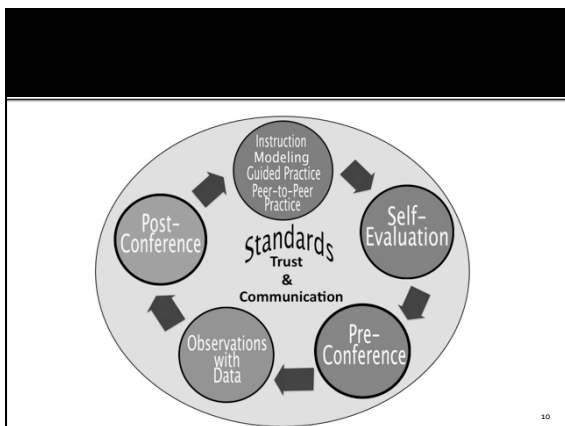 Instruction
Modeling
Guided Practice
Peer-to-Peer
Practice
Self-
Evaluation
Pre-
Conference
Observations
with
Data
Post-
Conference
Standards
Trust
&
Communication
10